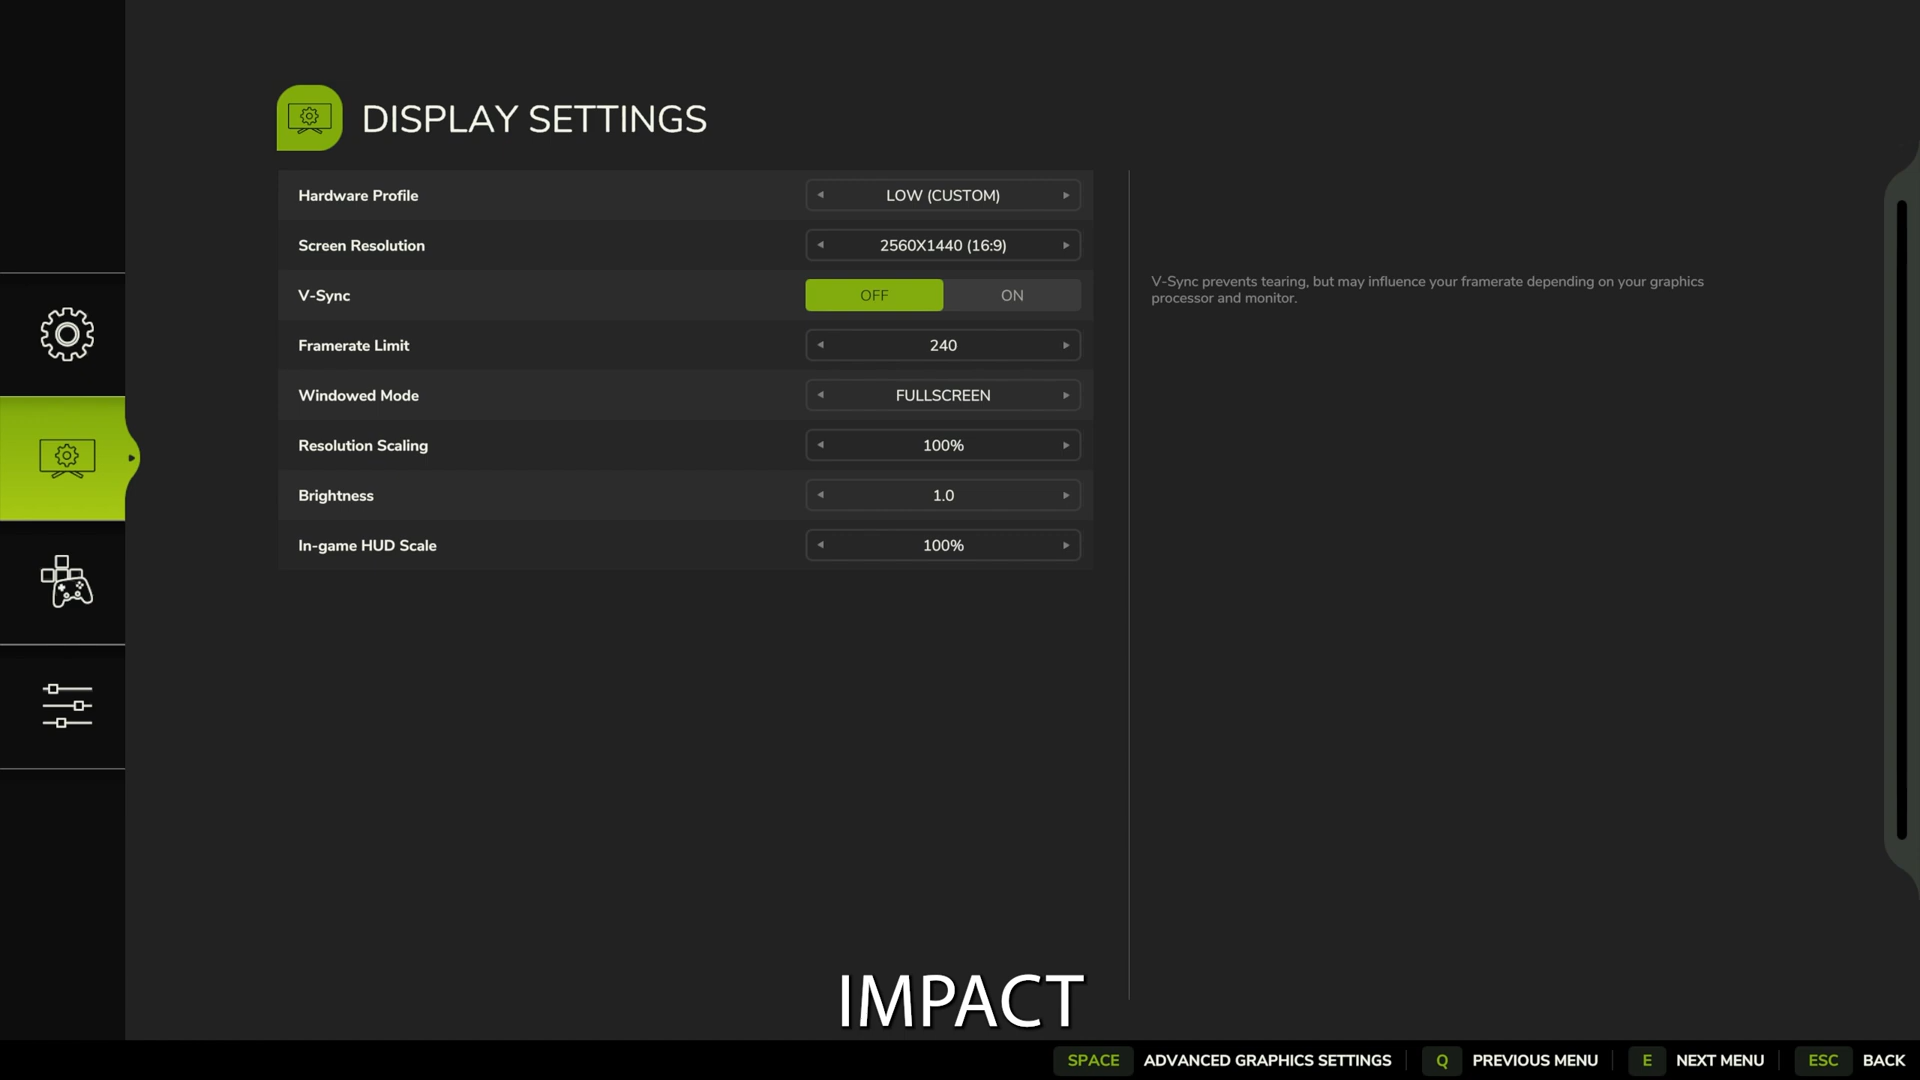 DISPLAY SETTINGS
Hardware Profile LOW (CUSTOM)
Screen Resolution 2560X1440 (16:9)
V-Sync OFF ON
Framerate Limit 240
Windowed Mode FULLSCREEN
Resolution Scaling 100%
Brightness 1.0
In-game HUD Scale 100%
V-Sync prevents tearing, but may influence your framerate depending on your graphics
processor and monitor.
IMPACT
SPACE ADVANCED GRAPHICS SETTINGS Q PREVIOUS MENU E NEXT MENU ESC BACK